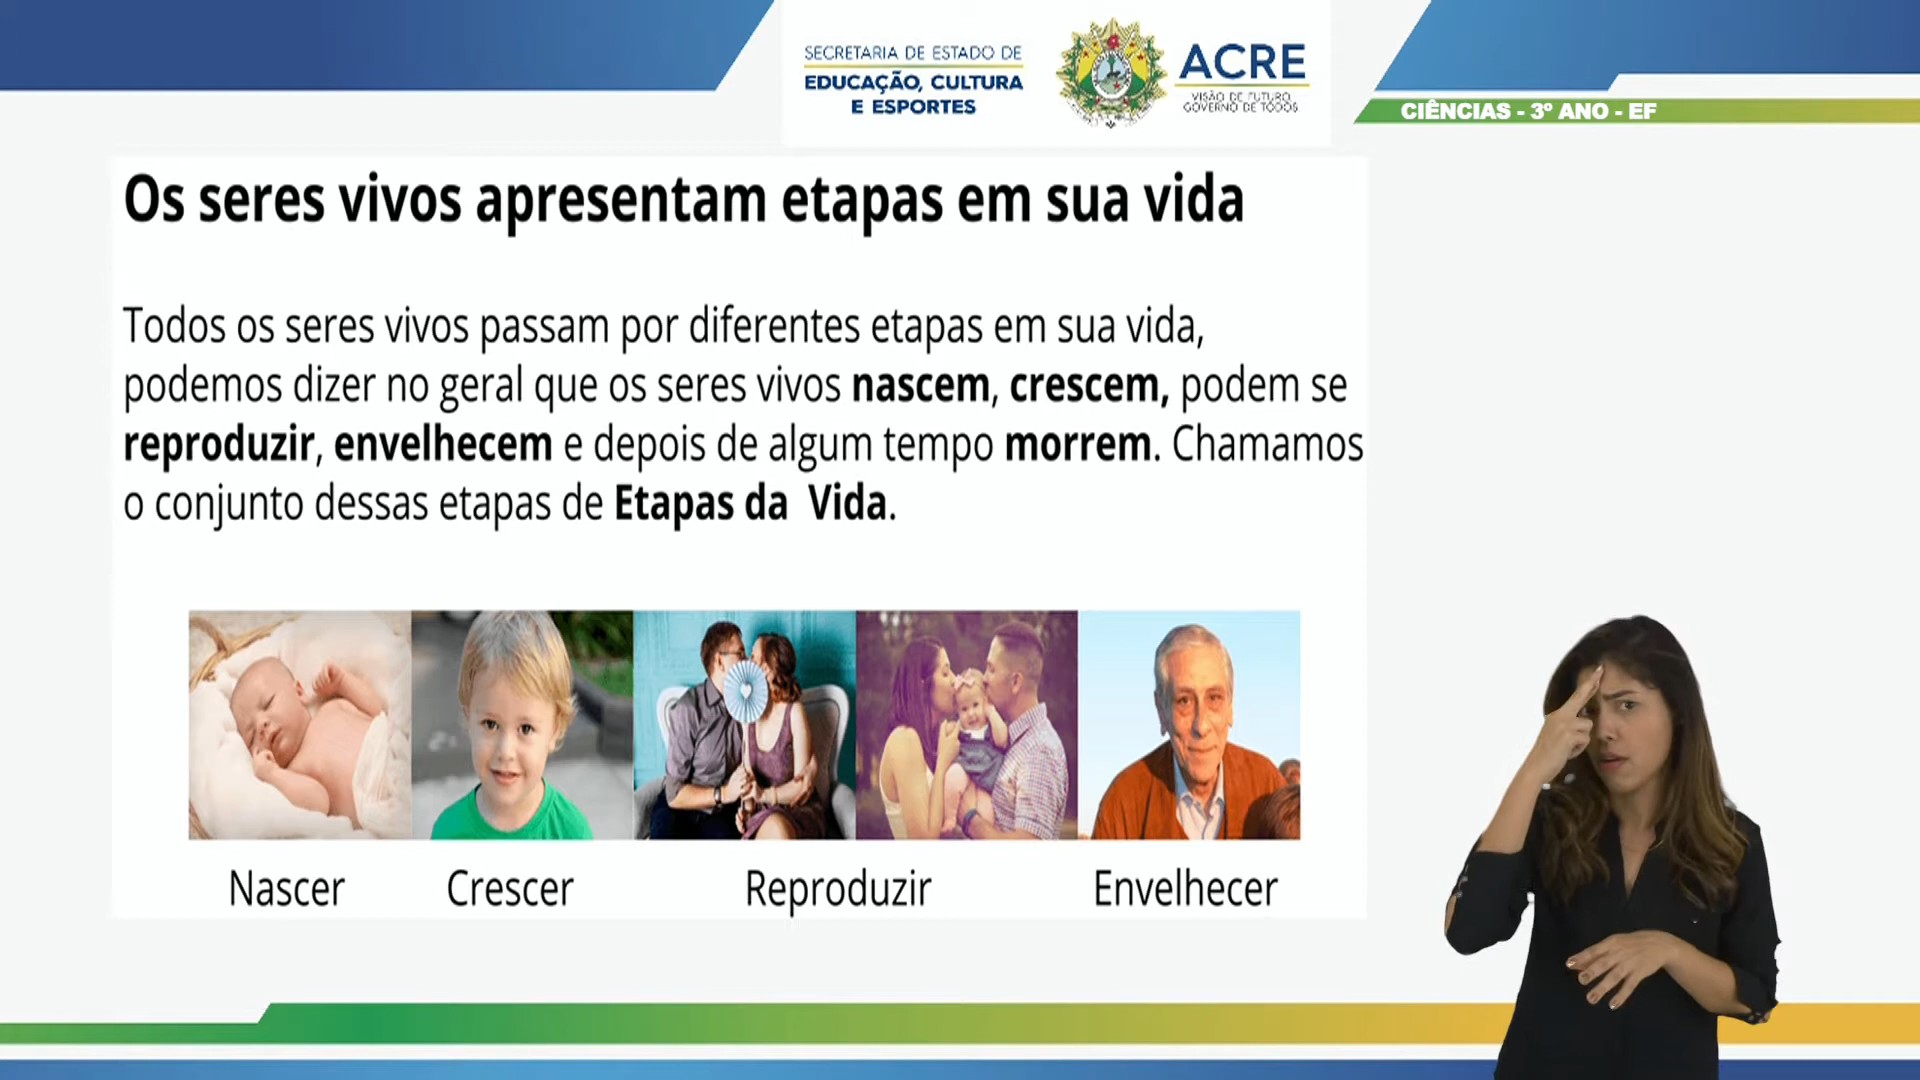 SECRETARIA DE ESTADO DE
EDUCAÇÃO, CULTURA
E ESPORTES
ACRE
VISÃO DE FUTURO,
GOVERNO DE TODOS
CIÊNCIAS - 3º ANO - EF
Os seres vivos apresentam etapas em sua vida
Todos os seres vivos passam por diferentes etapas em sua vida,
podemos dizer no geral que os seres vivos nascem, crescem, podem se
reproduzir, envelhecem e depois de algum tempo morrem. Chamamos
o conjunto dessas etapas de Etapas da Vida.
Nascer
Crescer
Reproduzir
Envelhecer